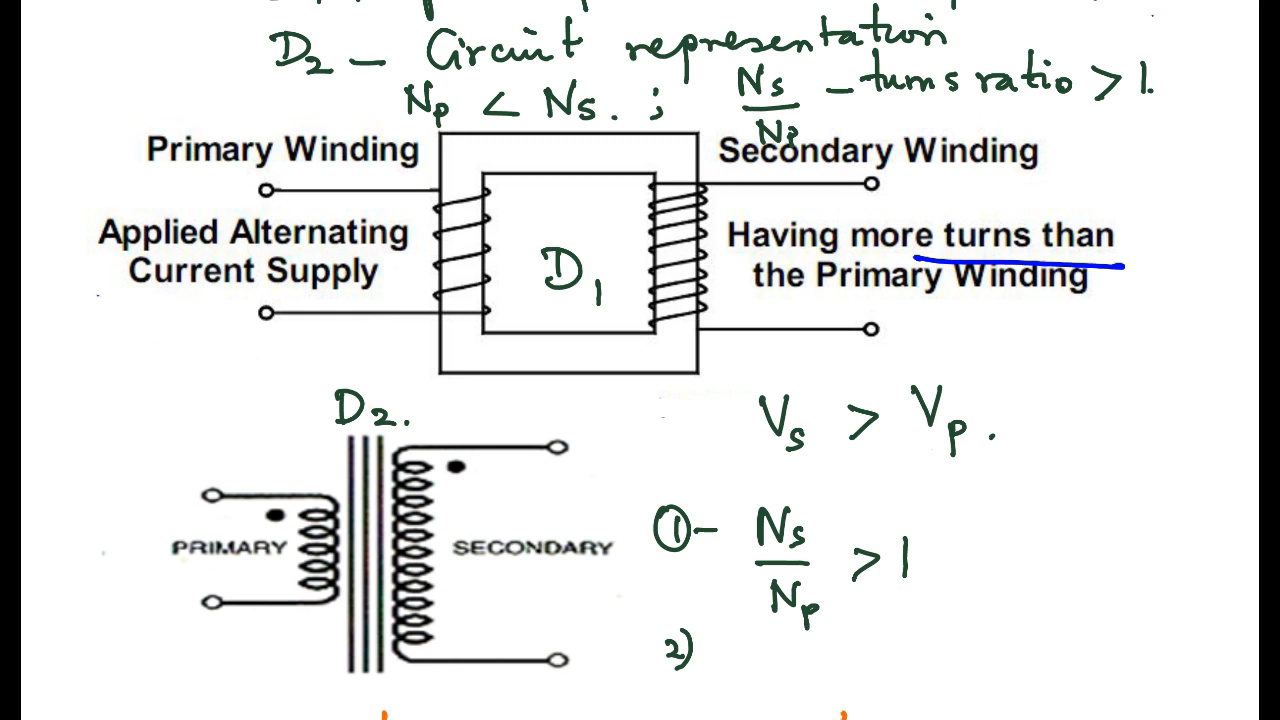 D2 – Circuit representation
Np < Ns. ; Ns/Np – turns ratio > 1.
Primary Winding
Secondary Winding
Applied Alternating
Current Supply
D1
Having more turns than
the Primary Winding
D2.
Vs > Vp.
PRIMARY
SECONDARY
① – Ns/Np > 1
2)